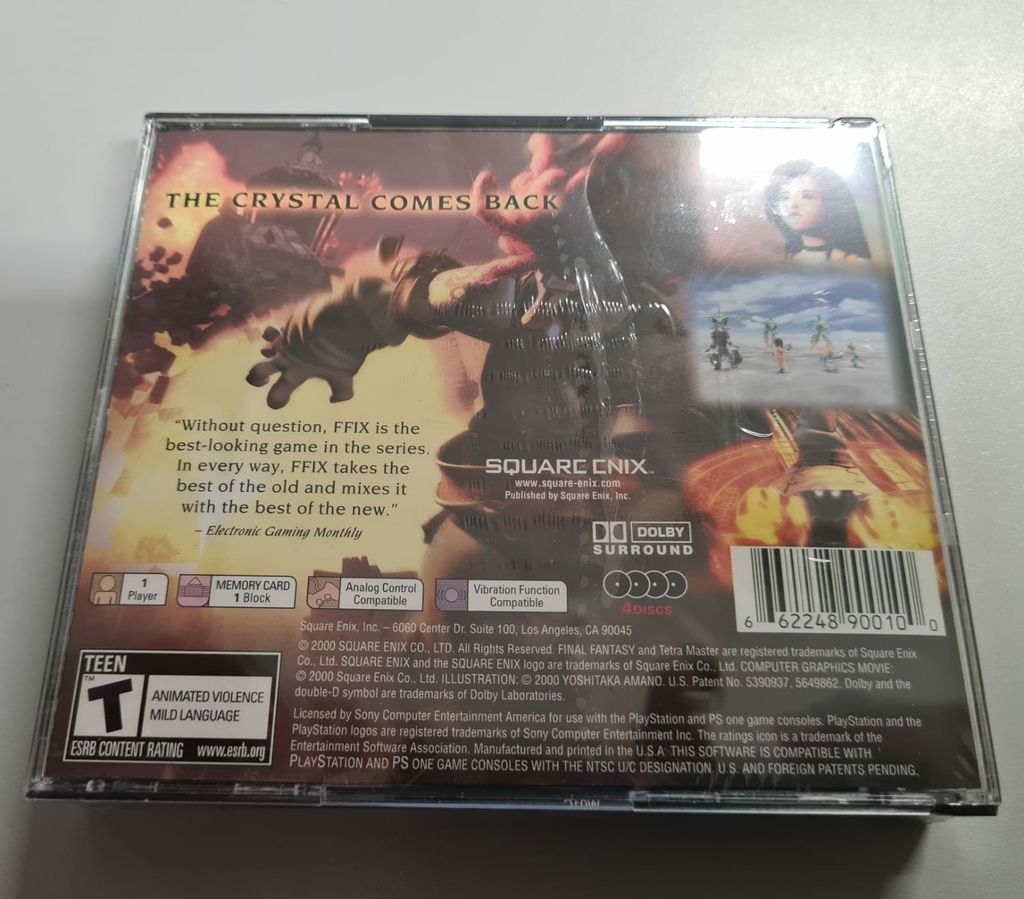 THE CRYSTAL COMES BACK
"Without question, FFIX is the
best-looking game in the series.
In every way, FFIX takes the
best of the old and mixes it
with the best of the new."
– Electronic Gaming Monthly
SQUARE ENIX™
www.square-enix.com
Published by Square Enix, Inc.
DOLBY
SURROUND
1
Player
MEMORY CARD
1 Block
Analog Control
Compatible
Vibration Function
Compatible
4 DISCS
6 62248 90010 0
Square Enix, Inc. – 6060 Center Dr. Suite 100, Los Angeles, CA 90045
© 2000 SQUARE ENIX CO., LTD. All Rights Reserved. FINAL FANTASY and Tetra Master are registered trademarks of Square Enix
Co., Ltd. SQUARE ENIX and the SQUARE ENIX logo are trademarks of Square Enix Co., Ltd. COMPUTER GRAPHICS MOVIE:
© 2000 Square Enix Co., Ltd. ILLUSTRATION: © 2000 YOSHITAKA AMANO. U.S. Patent No. 5390937, 5649862. Dolby and the
double-D symbol are trademarks of Dolby Laboratories.
Licensed by Sony Computer Entertainment America for use with the PlayStation and PS one game consoles. PlayStation and the
PlayStation logos are registered trademarks of Sony Computer Entertainment Inc. The ratings icon is a trademark of the
Entertainment Software Association. Manufactured and printed in the U.S.A. THIS SOFTWARE IS COMPATIBLE WITH
PLAYSTATION AND PS ONE GAME CONSOLES WITH THE NTSC U/C DESIGNATION. U.S. AND FOREIGN PATENTS PENDING.
TEEN
™
T
ANIMATED VIOLENCE
MILD LANGUAGE
ESRB CONTENT RATING www.esrb.org